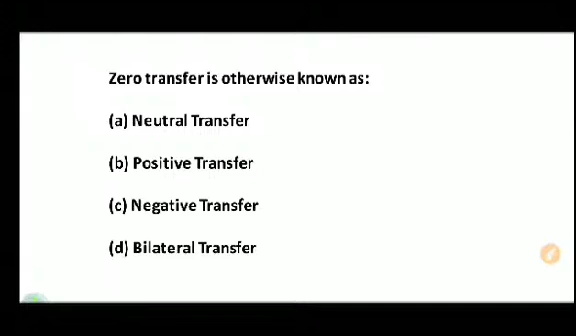 Zero transfer is otherwise known as:
(a) Neutral Transfer
(b) Positive Transfer
(c) Negative Transfer
(d) Bilateral Transfer